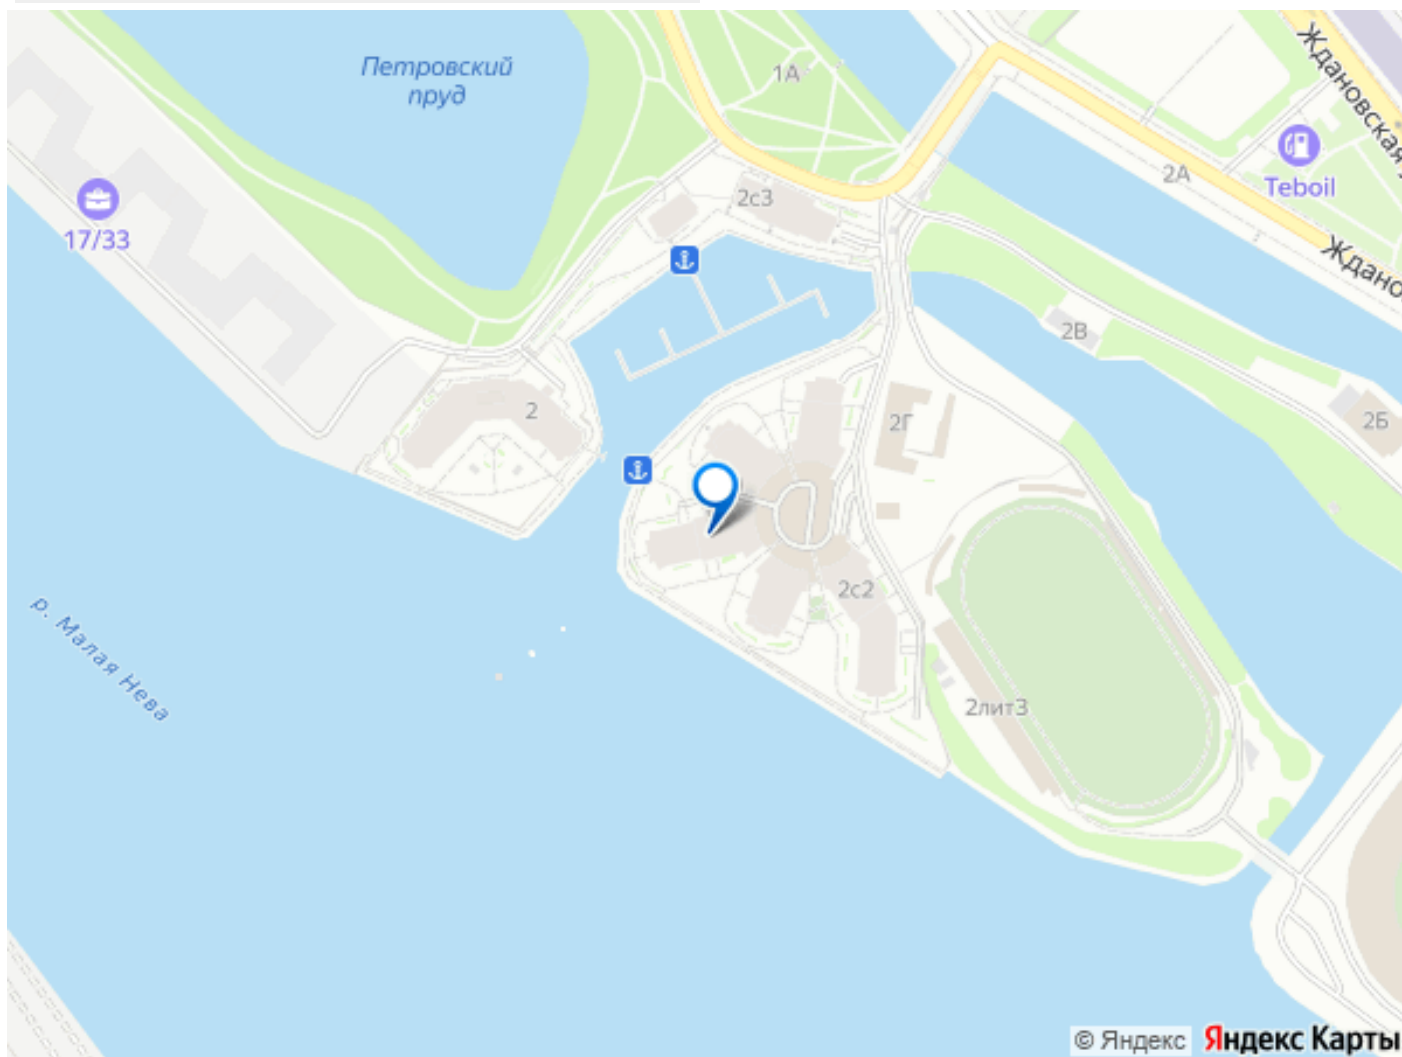 Петровский
пруд
1А
Ждановская у
Teboil
2А
2с3
17/33
Ждано
2В
2
2Г
2Б
2с2
р. Малая Нева
2лит3
© Яндекс Яндекс Карты